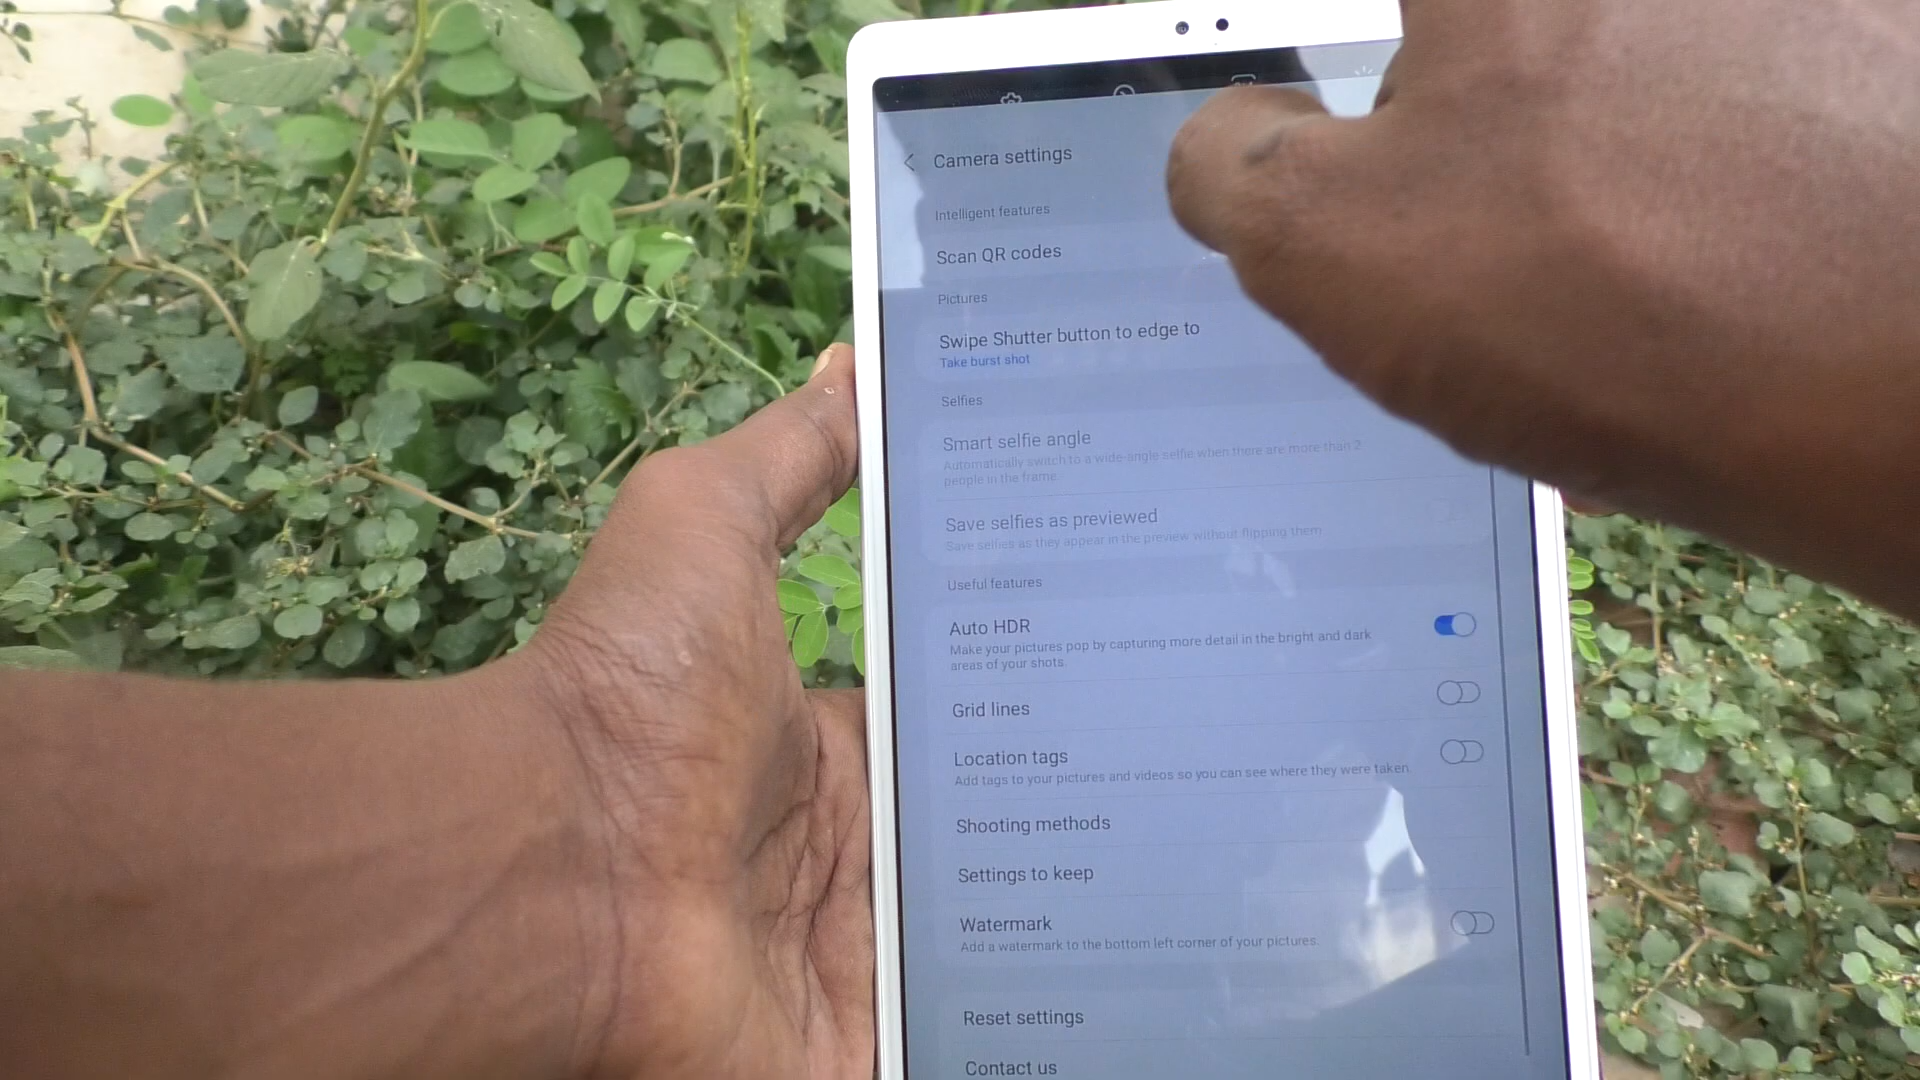 Camera settings
Intelligent features
Scan QR codes
Pictures
Swipe Shutter button to edge to
Take burst shot
Selfies
Smart selfie angle
Automatically switch to a wide-angle selfie when there are more than 2
people in the frame.
Save selfies as previewed
Save selfies as they appear in the preview without flipping them.
Useful features
Auto HDR
Make your pictures pop by capturing more detail in the bright and dark
areas of your shots.
Grid lines
Location tags
Add tags to your pictures and videos so you can see where they were taken.
Shooting methods
Settings to keep
Watermark
Add a watermark to the bottom left corner of your pictures.
Reset settings
Contact us